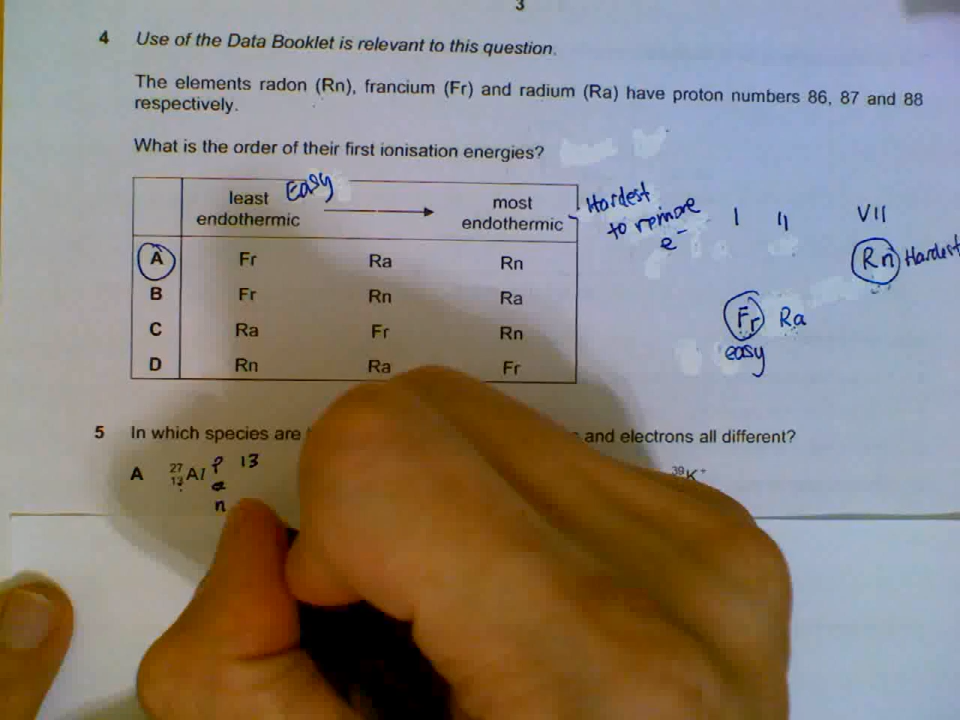 3
4 Use of the Data Booklet is relevant to this question.
The elements radon (Rn), francium (Fr) and radium (Ra) have proton numbers 86, 87 and 88
respectively.
What is the order of their first ionisation energies?
least Easy most Hardest
endothermic endothermic to remove I II VII
e⁻
A Fr Ra Rn Rn Hardest
B Fr Rn Ra
C Ra Fr Rn Fr Ra
D Rn Ra Fr easy
5 In which species are and electrons all different?
A ²⁷₁₃Al P 13 ³⁹K⁺
e
n